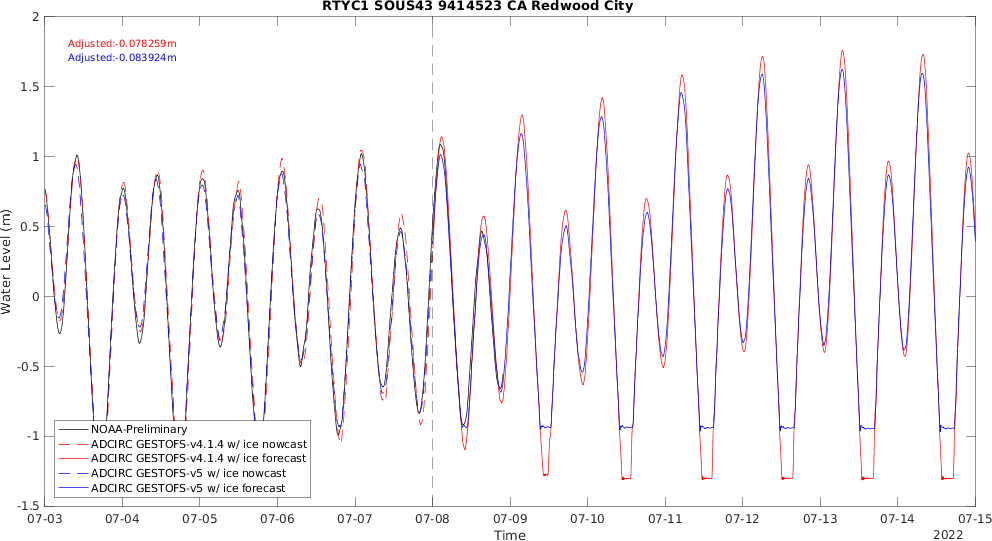 RTYC1 SOUS43 9414523 CA Redwood City
Adjusted:-0.078259m
Adjusted:-0.083924m
2
1.5
1
0.5
0
-0.5
-1
-1.5
Water Level (m)
NOAA-Preliminary
ADCIRC GESTOFS-v4.1.4 w/ ice nowcast
ADCIRC GESTOFS-v4.1.4 w/ ice forecast
ADCIRC GESTOFS-v5 w/ ice nowcast
ADCIRC GESTOFS-v5 w/ ice forecast
07-03 07-04 07-05 07-06 07-07 07-08 07-09 07-10 07-11 07-12 07-13 07-14 07-15
Time
2022